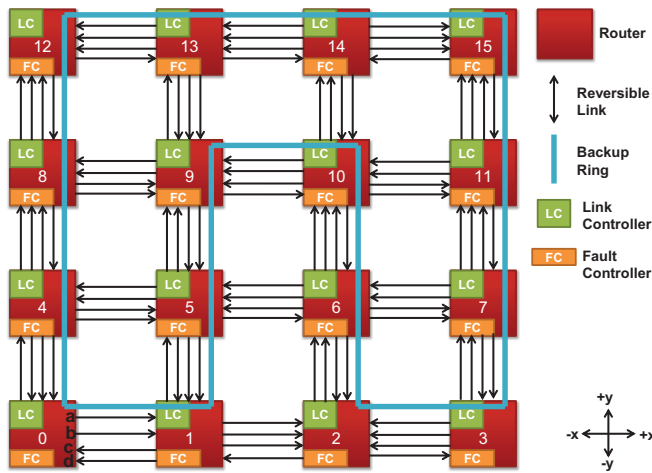 LC LC LC LC
12 13 14 15
FC FC FC FC
Router
Reversible
Link
LC LC LC LC
8 9 10 11
FC FC FC FC
Backup
Ring
LC
Link
Controller
FC
Fault
Controller
LC LC LC LC
4 5 6 7
FC FC FC FC
LC LC LC LC
a
0 1 2 3
b
c
FC FC FC FC
d
+y
-x +x
-y